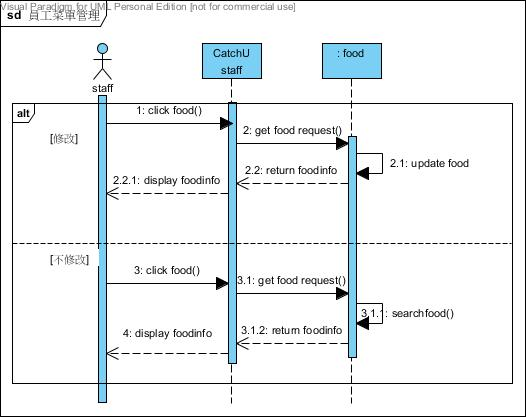 Visual Paradigm for UML Personal Edition [not for commercial use]
sd 員工菜單管理
CatchU
staff
: food
staff
alt
1: click food()
[修改]
2: get food request()
2.1: update food
2.2: return foodinfo
2.2.1: display foodinfo
[不修改]
3: click food()
3.1: get food request()
3.1.1: searchfood()
3.1.2: return foodinfo
4: display foodinfo